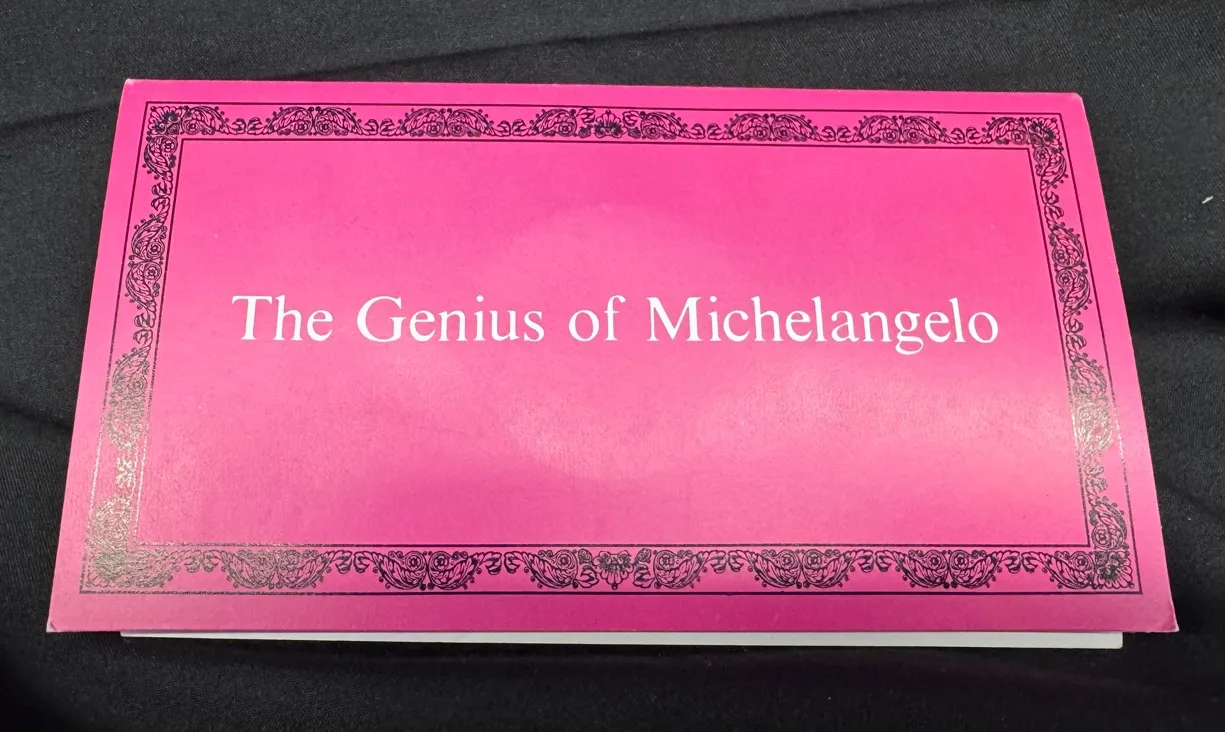 The Genius of Michelangelo